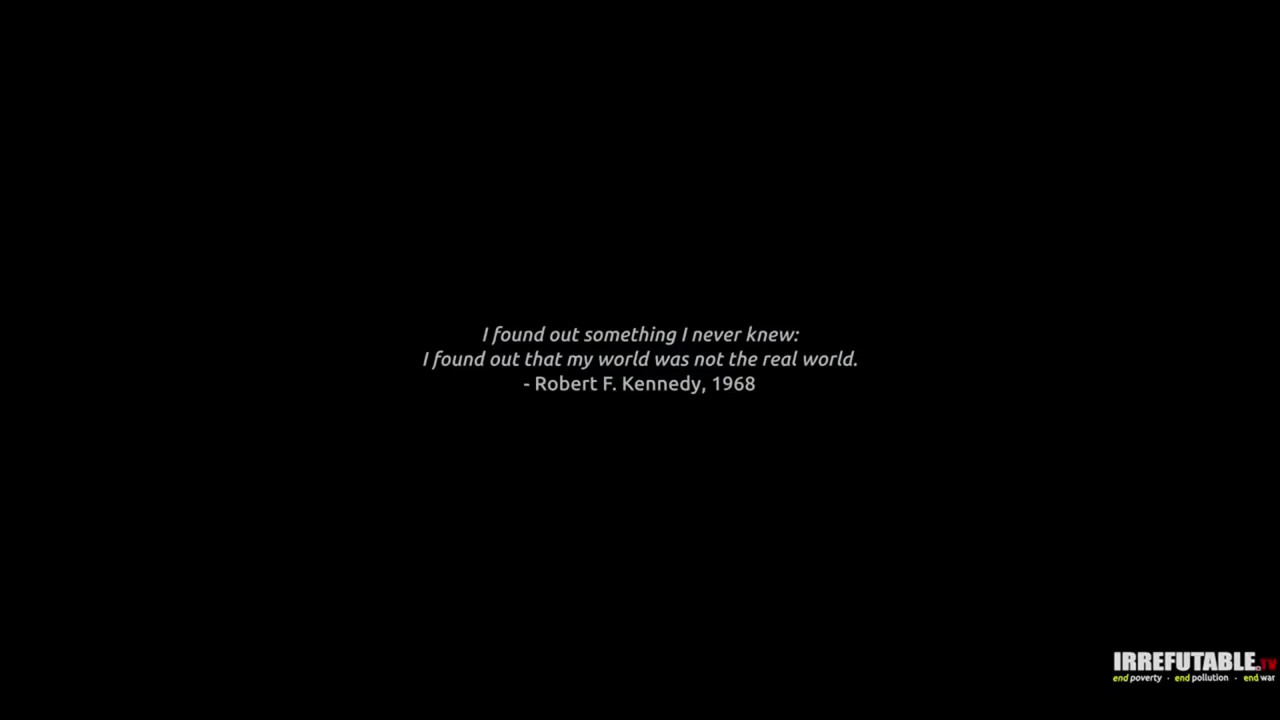 I found out something I never knew:
I found out that my world was not the real world.
- Robert F. Kennedy, 1968
IRREFUTABLE.TV
end poverty · end pollution · end war